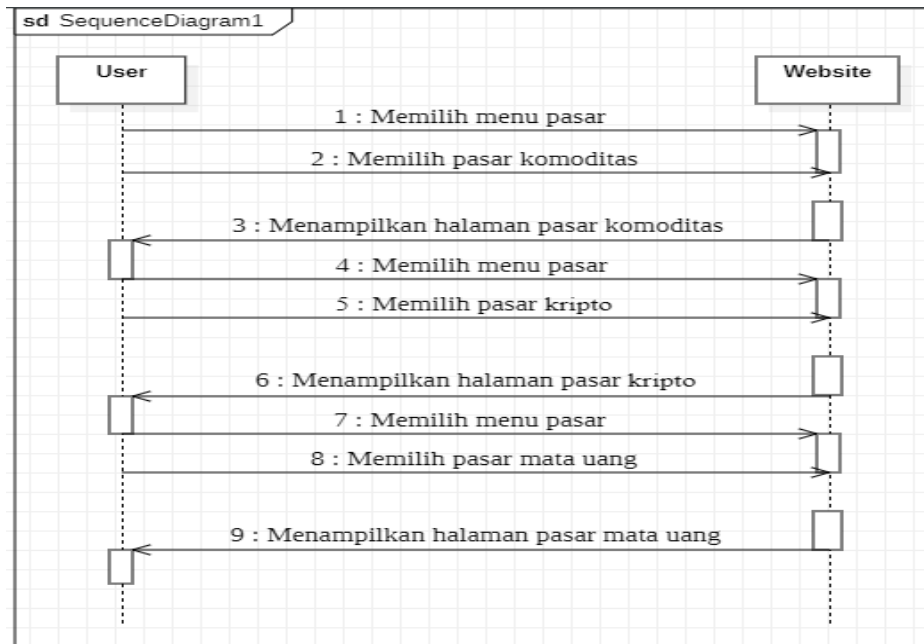 sd SequenceDiagram1
User
Website
1 : Memilih menu pasar
2 : Memilih pasar komoditas
3 : Menampilkan halaman pasar komoditas
4 : Memilih menu pasar
5 : Memilih pasar kripto
6 : Menampilkan halaman pasar kripto
7 : Memilih menu pasar
8 : Memilih pasar mata uang
9 : Menampilkan halaman pasar mata uang